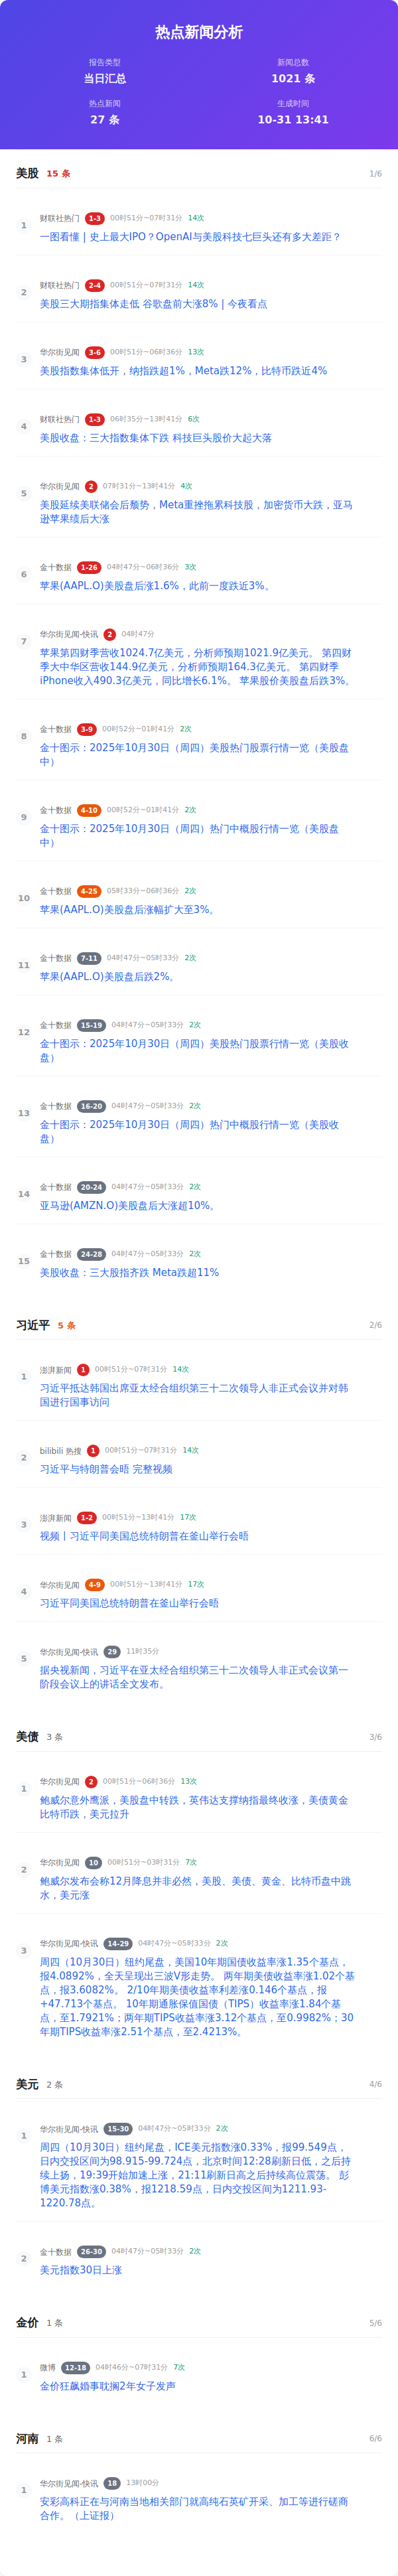 热点新闻分析
报告类型 新闻总数
当日汇总 1021 条
热点新闻 生成时间
27 条 10-31 13:41
美股 15 条 1/6
1 财联社热门 1-3 00时51分~07时31分 14次
一图看懂 | 史上最大IPO？OpenAI与美股科技七巨头还有多大差距？
2 财联社热门 2-4 00时51分~07时31分 14次
美股三大期指集体走低 谷歌盘前大涨8% | 今夜看点
3 华尔街见闻 3-6 00时51分~06时36分 13次
美股指数集体低开，纳指跌超1%，Meta跌12%，比特币跌近4%
4 财联社热门 1-3 06时35分~13时41分 6次
美股收盘：三大指数集体下跌 科技巨头股价大起大落
5 华尔街见闻 2 07时31分~13时41分 4次
美股延续美联储会后颓势，Meta重挫拖累科技股，加密货币大跌，亚马
逊苹果绩后大涨
6 金十数据 1-26 04时47分~06时36分 3次
苹果(AAPL.O)美股盘后涨1.6%，此前一度跌近3%。
7 华尔街见闻-快讯 2 04时47分
苹果第四财季营收1024.7亿美元，分析师预期1021.9亿美元。 第四财
季大中华区营收144.9亿美元，分析师预期164.3亿美元。 第四财季
iPhone收入490.3亿美元，同比增长6.1%。 苹果股价美股盘后跌3%。
8 金十数据 3-9 00时52分~01时41分 2次
金十图示：2025年10月30日（周四）美股热门股票行情一览（美股盘
中）
9 金十数据 4-10 00时52分~01时41分 2次
金十图示：2025年10月30日（周四）热门中概股行情一览（美股盘
中）
10 金十数据 4-25 05时33分~06时36分 2次
苹果(AAPL.O)美股盘后涨幅扩大至3%。
11 金十数据 7-11 04时47分~05时33分 2次
苹果(AAPL.O)美股盘后跌2%。
12 金十数据 15-19 04时47分~05时33分 2次
金十图示：2025年10月30日（周四）美股热门股票行情一览（美股收
盘）
13 金十数据 16-20 04时47分~05时33分 2次
金十图示：2025年10月30日（周四）热门中概股行情一览（美股收
盘）
14 金十数据 20-24 04时47分~05时33分 2次
亚马逊(AMZN.O)美股盘后大涨超10%。
15 金十数据 24-28 04时47分~05时33分 2次
美股收盘：三大股指齐跌 Meta跌超11%
习近平 5 条 2/6
1 澎湃新闻 1 00时51分~07时31分 14次
习近平抵达韩国出席亚太经合组织第三十二次领导人非正式会议并对韩
国进行国事访问
2 bilibili 热搜 1 00时51分~07时31分 14次
习近平与特朗普会晤 完整视频
3 澎湃新闻 1-2 00时51分~13时41分 17次
视频丨习近平同美国总统特朗普在釜山举行会晤
4 华尔街见闻 4-9 00时51分~13时41分 17次
习近平同美国总统特朗普在釜山举行会晤
5 华尔街见闻-快讯 29 11时35分
据央视新闻，习近平在亚太经合组织第三十二次领导人非正式会议第一
阶段会议上的讲话全文发布。
美债 3 条 3/6
1 华尔街见闻 2 00时51分~06时36分 13次
鲍威尔意外鹰派，美股盘中转跌，英伟达支撑纳指最终收涨，美债黄金
比特币跌，美元拉升
2 华尔街见闻 10 00时51分~03时31分 7次
鲍威尔发布会称12月降息并非必然，美股、美债、黄金、比特币盘中跳
水，美元涨
3 华尔街见闻-快讯 14-29 04时47分~05时33分 2次
周四（10月30日）纽约尾盘，美国10年期国债收益率涨1.35个基点，
报4.0892%，全天呈现出三波V形走势。 两年期美债收益率涨1.02个基
点，报3.6082%。 2/10年期美债收益率利差涨0.146个基点，报
+47.713个基点。 10年期通胀保值国债（TIPS）收益率涨1.84个基
点，至1.7921%；两年期TIPS收益率涨3.12个基点，至0.9982%；30
年期TIPS收益率涨2.51个基点，至2.4213%。
美元 2 条 4/6
1 华尔街见闻-快讯 15-30 04时47分~05时33分 2次
周四（10月30日）纽约尾盘，ICE美元指数涨0.33%，报99.549点，
日内交投区间为98.915-99.724点，北京时间12:28刷新日低，之后持
续上扬，19:39开始加速上涨，21:11刷新日高之后持续高位震荡。 彭
博美元指数涨0.38%，报1218.59点，日内交投区间为1211.93-
1220.78点。
2 金十数据 26-30 04时47分~05时33分 2次
美元指数30日上涨
金价 1 条 5/6
1 微博 12-18 04时46分~07时31分 7次
金价狂飙婚事耽搁2年女子发声
河南 1 条 6/6
1 华尔街见闻-快讯 18 13时00分
安彩高科正在与河南当地相关部门就高纯石英矿开采、加工等进行磋商
合作。（上证报）